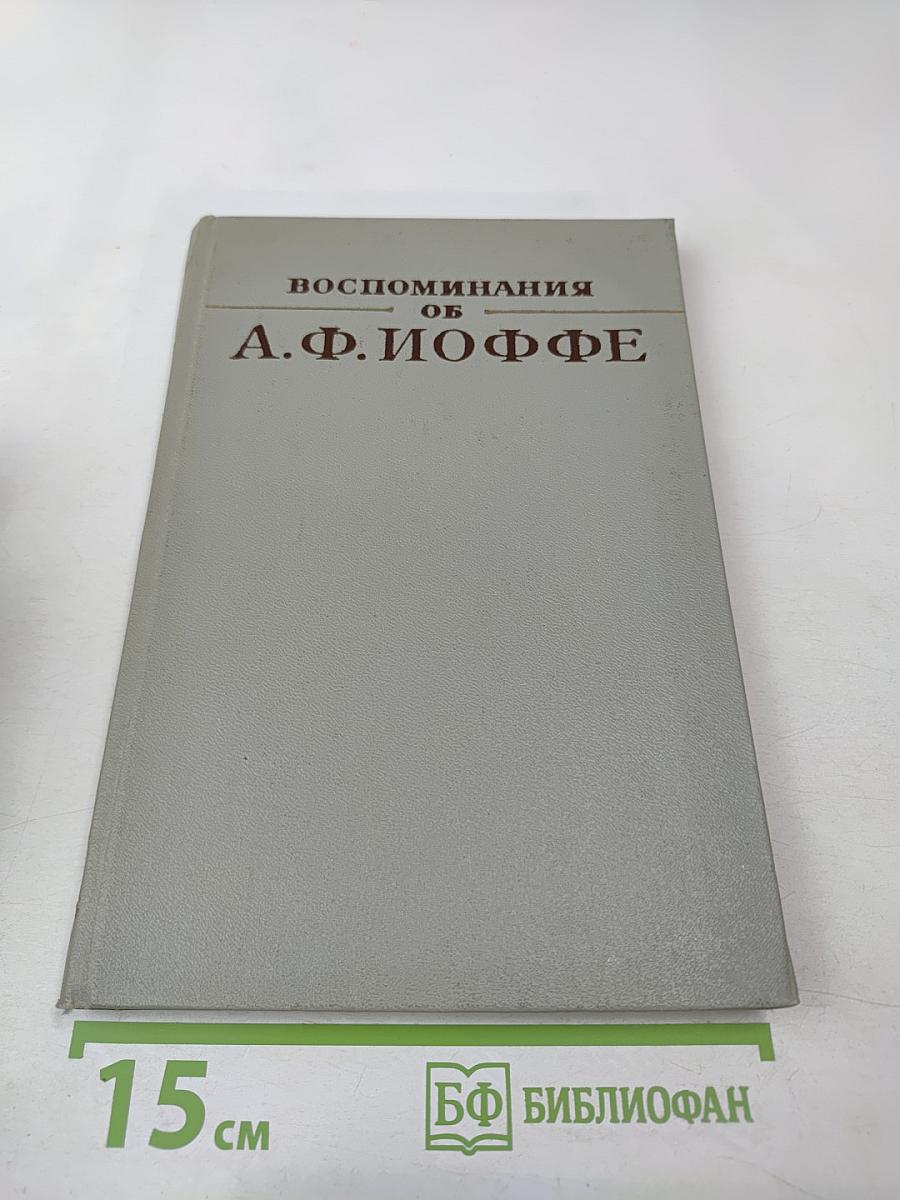 ВОСПОМИНАНИЯ
ОБ
А. Ф. ИОФФЕ
15 см
БФ БИБЛИОФАН